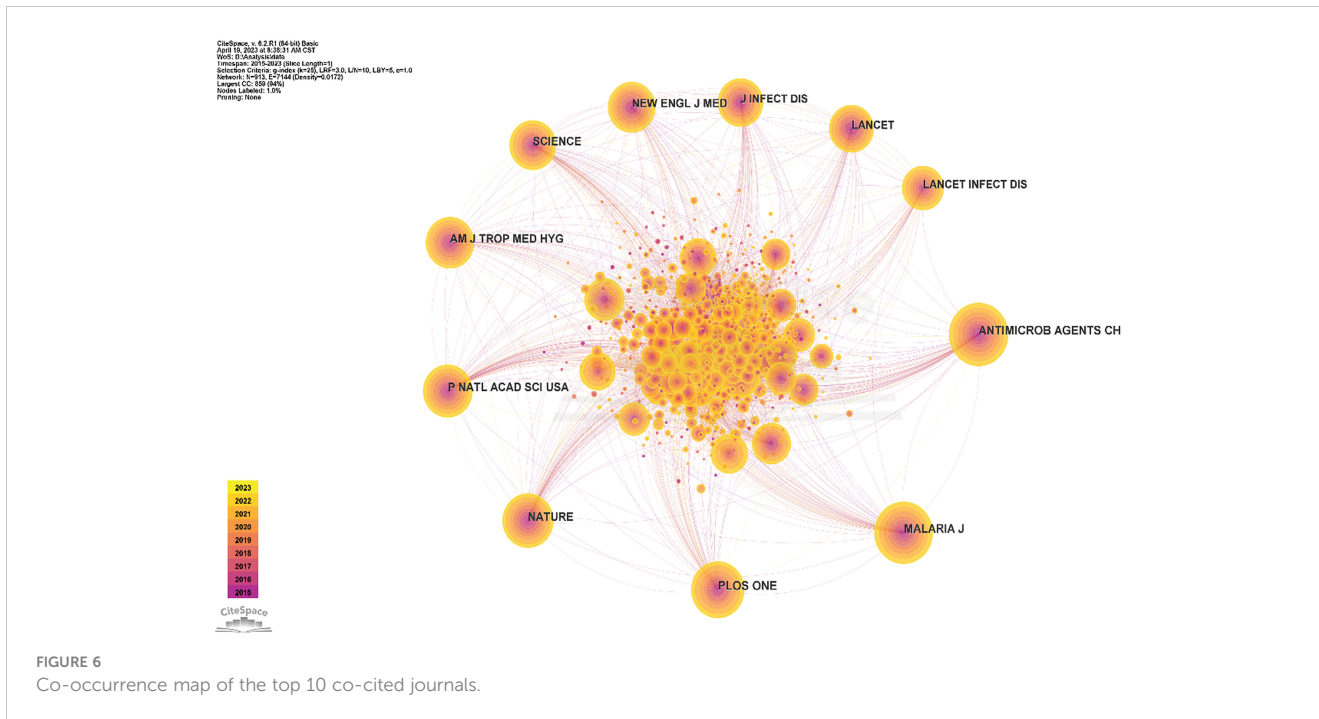 CiteSpace, v. 6.2.R1 (64-bit) Basic
April 19, 2023 at 8:38:31 AM CST
WoS: D:\Analysis\data
Timespan: 2015-2023 (Slice Length=1)
Selection Criteria: g-index (k=25), LRF=3.0, L/N=10, LBY=5, e=1.0
Network: N=913, E=7144 (Density=0.0172)
Largest CC: 859 (94%)
Nodes Labeled: 1.0%
Pruning: None
NEW ENGL J MED
J INFECT DIS
LANCET
SCIENCE
LANCET INFECT DIS
AM J TROP MED HYG
ANTIMICROB AGENTS CH
P NATL ACAD SCI USA
NATURE
MALARIA J
PLOS ONE
2023
2022
2021
2020
2019
2018
2017
2016
2015
CiteSpace
FIGURE 6
Co-occurrence map of the top 10 co-cited journals.